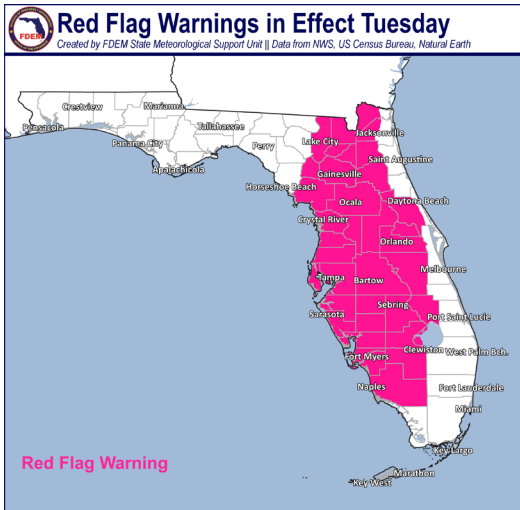 FDEM
Red Flag Warnings in Effect Tuesday
Created by FDEM State Meteorological Support Unit || Data from NWS, US Census Bureau, Natural Earth
Crestview
Marianna
Pensacola
Tallahassee
Jacksonville
Panama City
Perry
Lake City
Saint Augustine
Apalachicola
Gainesville
Horseshoe Beach
Ocala
Daytona Beach
Crystal River
Orlando
Melbourne
Tampa
Bartow
Sebring
Sarasota
Port Saint Lucie
Fort Myers
Clewiston
West Palm Bch.
Naples
Fort Lauderdale
Miami
Key Largo
Red Flag Warning
Marathon
Key West